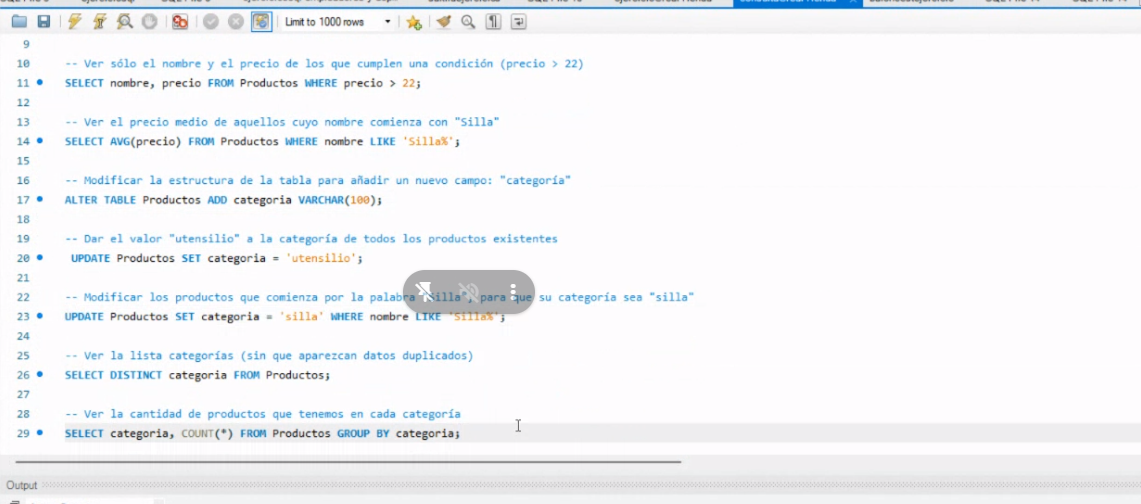 Limit to 1000 rows
9
10 -- Ver sólo el nombre y el precio de los que cumplen una condición (precio > 22)
11 SELECT nombre, precio FROM Productos WHERE precio > 22;
12
13 -- Ver el precio medio de aquellos cuyo nombre comienza con "Silla"
14 SELECT AVG(precio) FROM Productos WHERE nombre LIKE 'Silla%';
15
16 -- Modificar la estructura de la tabla para añadir un nuevo campo: "categoría"
17 ALTER TABLE Productos ADD categoria VARCHAR(100);
18
19 -- Dar el valor "utensilio" a la categoría de todos los productos existentes
20 UPDATE Productos SET categoria = 'utensilio';
21
22 -- Modificar los productos que comienza por la palabra "Silla", para que su categoría sea "silla"
23 UPDATE Productos SET categoria = 'silla' WHERE nombre LIKE 'Silla%';
24
25 -- Ver la lista categorías (sin que aparezcan datos duplicados)
26 SELECT DISTINCT categoria FROM Productos;
27
28 -- Ver la cantidad de productos que tenemos en cada categoría
29 SELECT categoria, COUNT(*) FROM Productos GROUP BY categoria;
Output